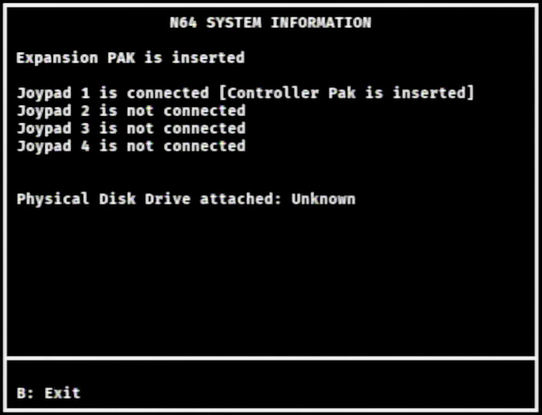 N64 SYSTEM INFORMATION
Expansion PAK is inserted
Joypad 1 is connected [Controller Pak is inserted]
Joypad 2 is not connected
Joypad 3 is not connected
Joypad 4 is not connected
Physical Disk Drive attached: Unknown
B: Exit